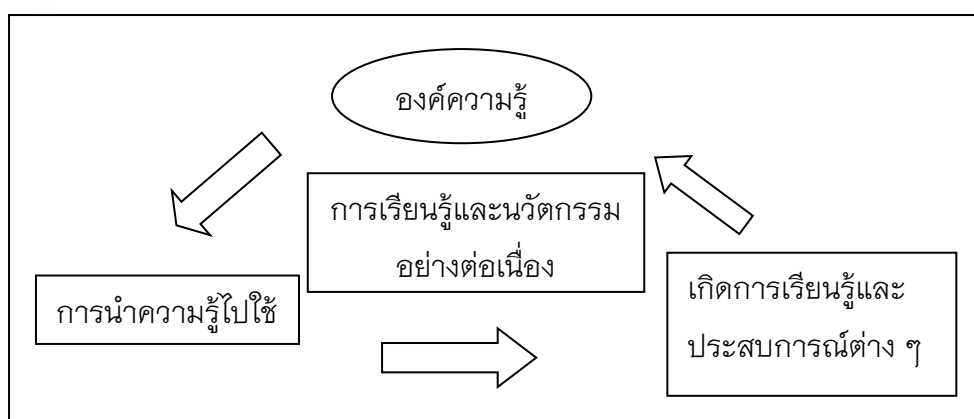 องค์ความรู้
การเรียนรู้และนวัตกรรม
อย่างต่อเนื่อง
การนำความรู้ไปใช้
เกิดการเรียนรู้และ
ประสบการณ์ต่าง ๆ